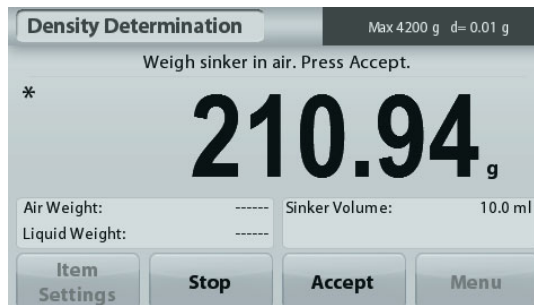 Density Determination Max 4200 g d= 0.01 g
Weigh sinker in air. Press Accept.
*
210.94 g
Air Weight: ------ Sinker Volume: 10.0 ml
Liquid Weight: ------
Item Settings Stop Accept Menu